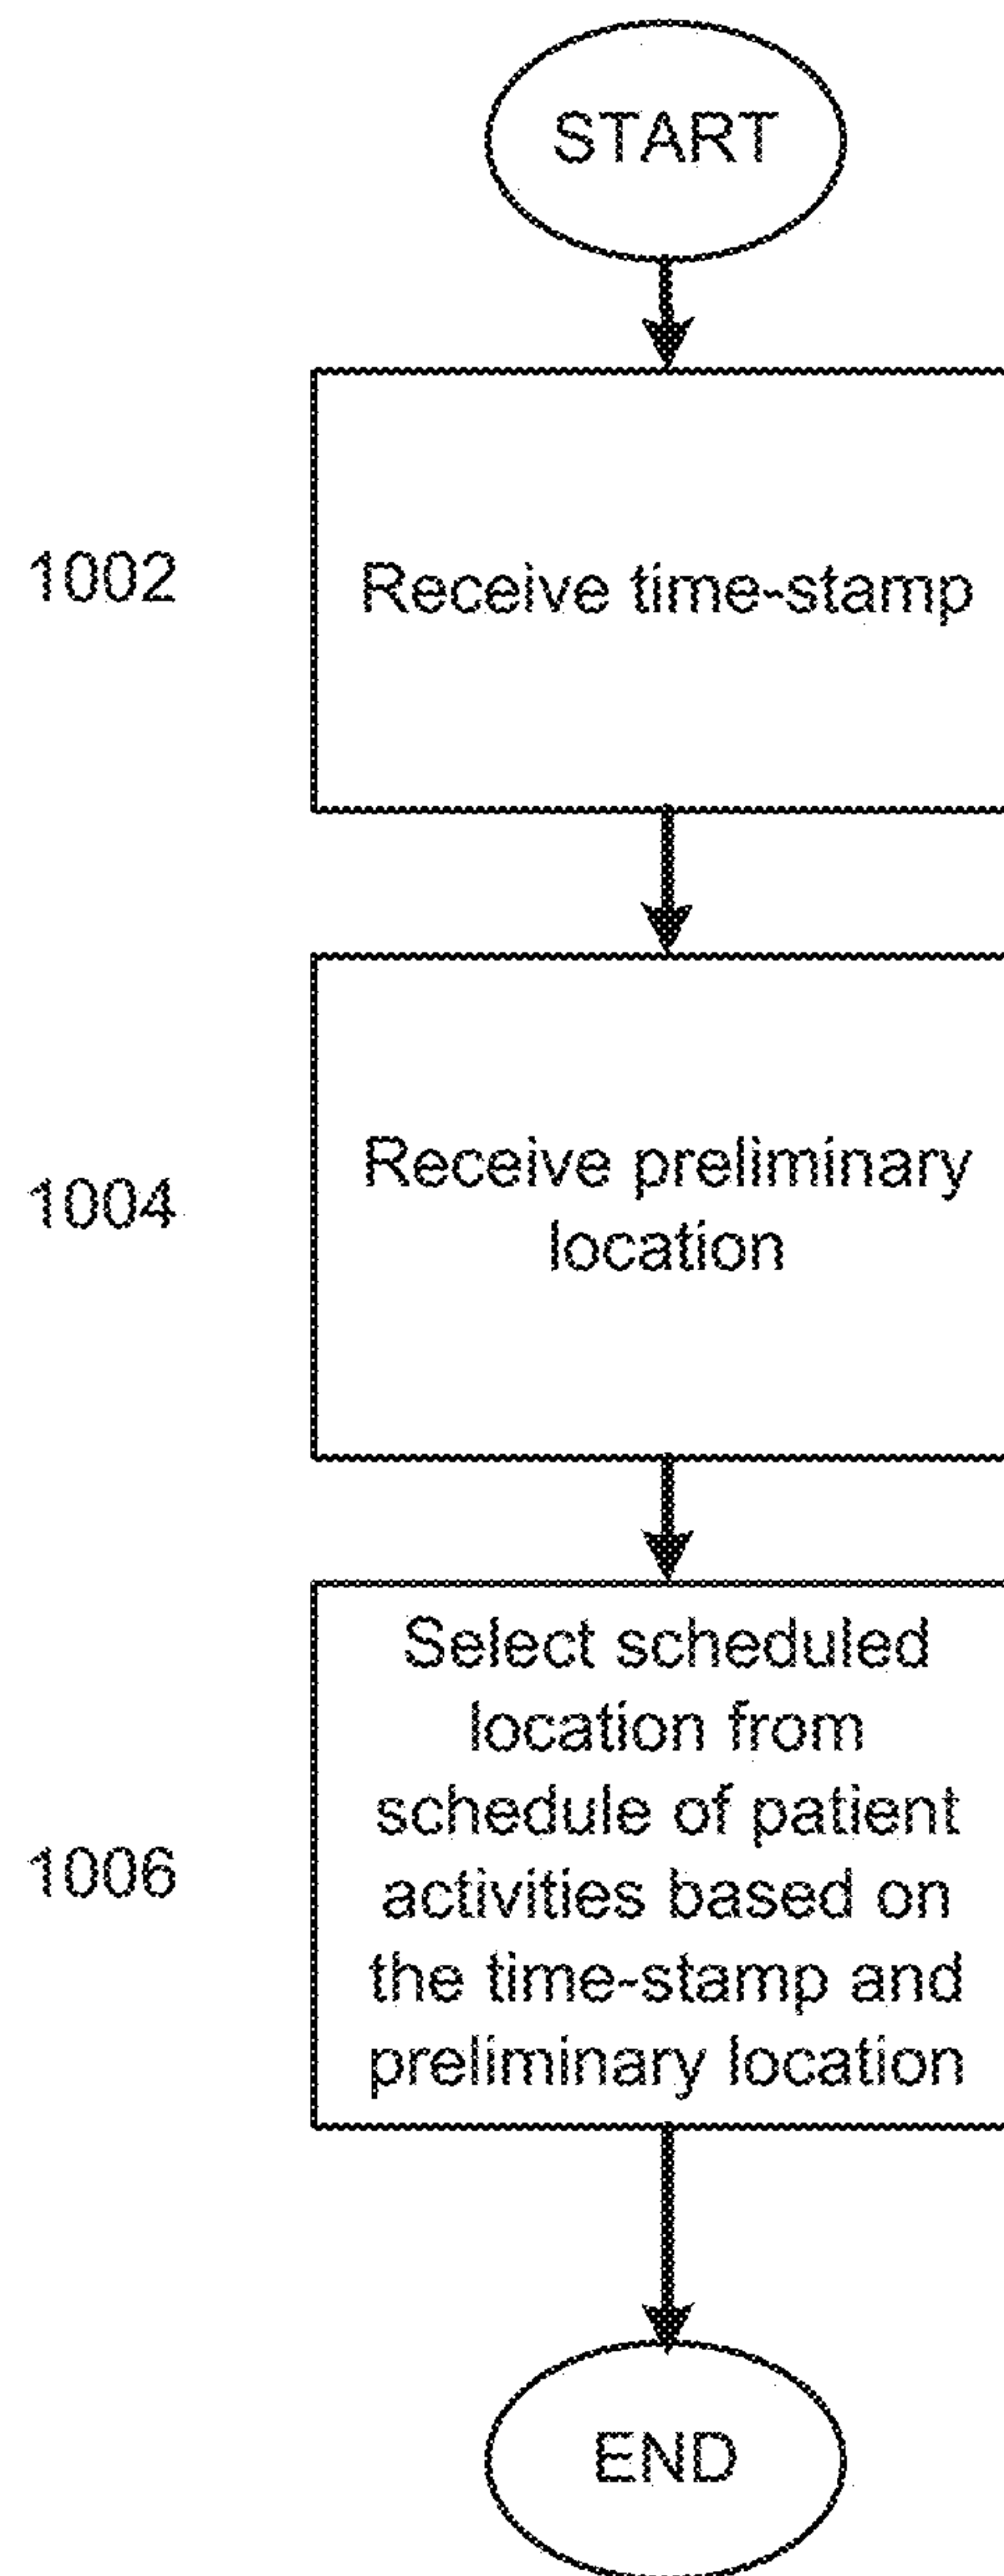 START
1002
Receive time-stamp
1004
Receive preliminary
location
1006
Select scheduled
location from
schedule of patient
activities based on
the time-stamp and
preliminary location
END